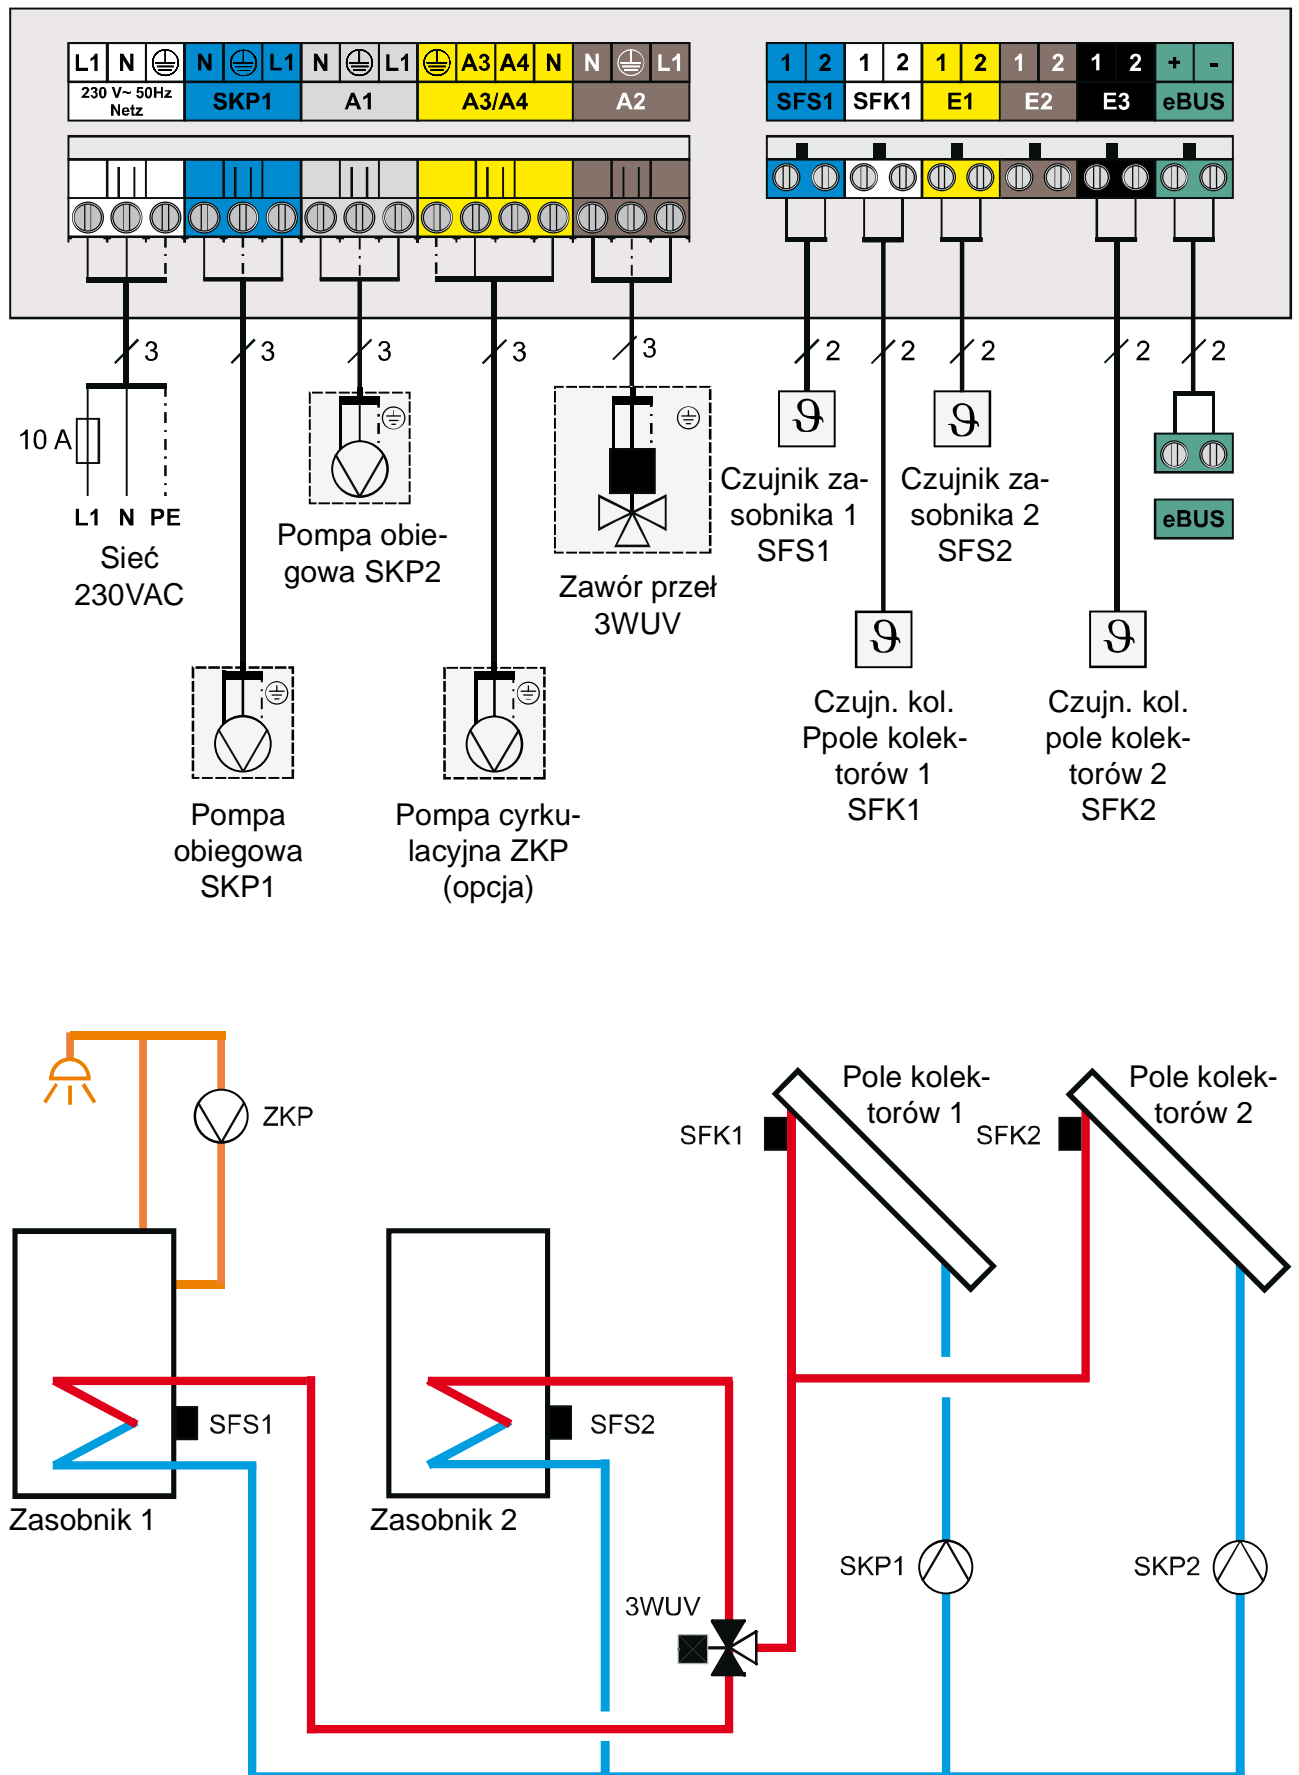 L1 N N L1 N L1 A3 A4 N N L1
230 V~ 50Hz
Netz
SKP1 A1 A3/A4 A2
1 2 1 2 1 2 1 2 1 2 + -
SFS1 SFK1 E1 E2 E3 eBUS
3 3 3 3 3 2 2 2 2 2
10 A
L1 N PE
Sieć
230VAC
Pompa obie-
gowa SKP2
Zawór przeł
3WUV
Czujnik za-
sobnika 1
SFS1
Czujnik za-
sobnika 2
SFS2
eBUS
Pompa
obiegowa
SKP1
Pompa cyrku-
lacyjna ZKP
(opcja)
Czujn. kol.
Ppole kolek-
torów 1
SFK1
Czujn. kol.
pole kolek-
torów 2
SFK2
ZKP
SFK1
Pole kolek-
torów 1
SFK2
Pole kolek-
torów 2
SFS1
SFS2
Zasobnik 1
Zasobnik 2
3WUV
SKP1
SKP2